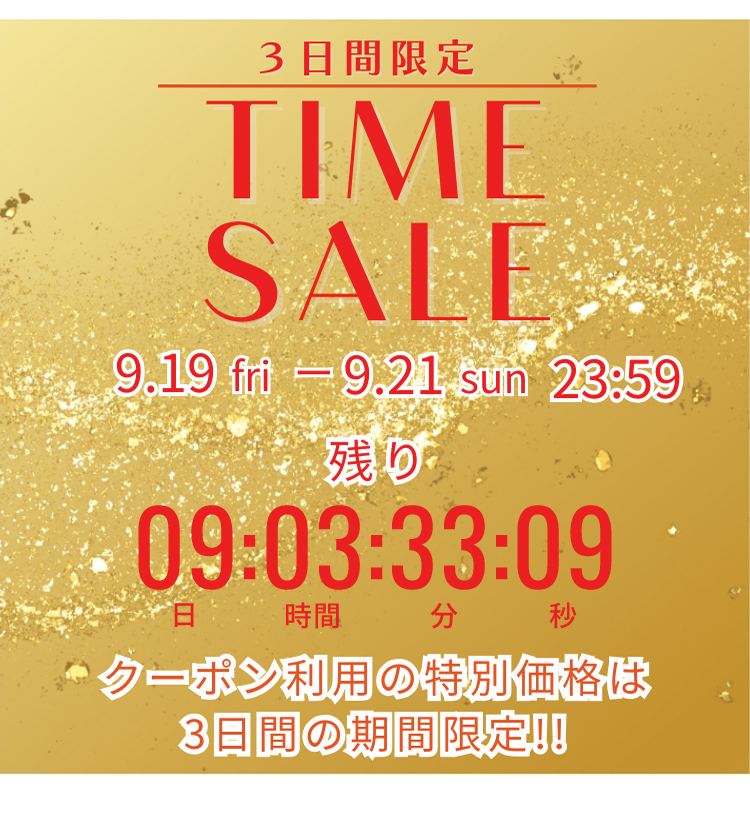 3日間限定
TIME
SALE
9.19 fri ー9.21 sun 23:59
残り
09:03:33:09
日 時間 分 秒
クーポン利用の特別価格は
3日間の期間限定!!